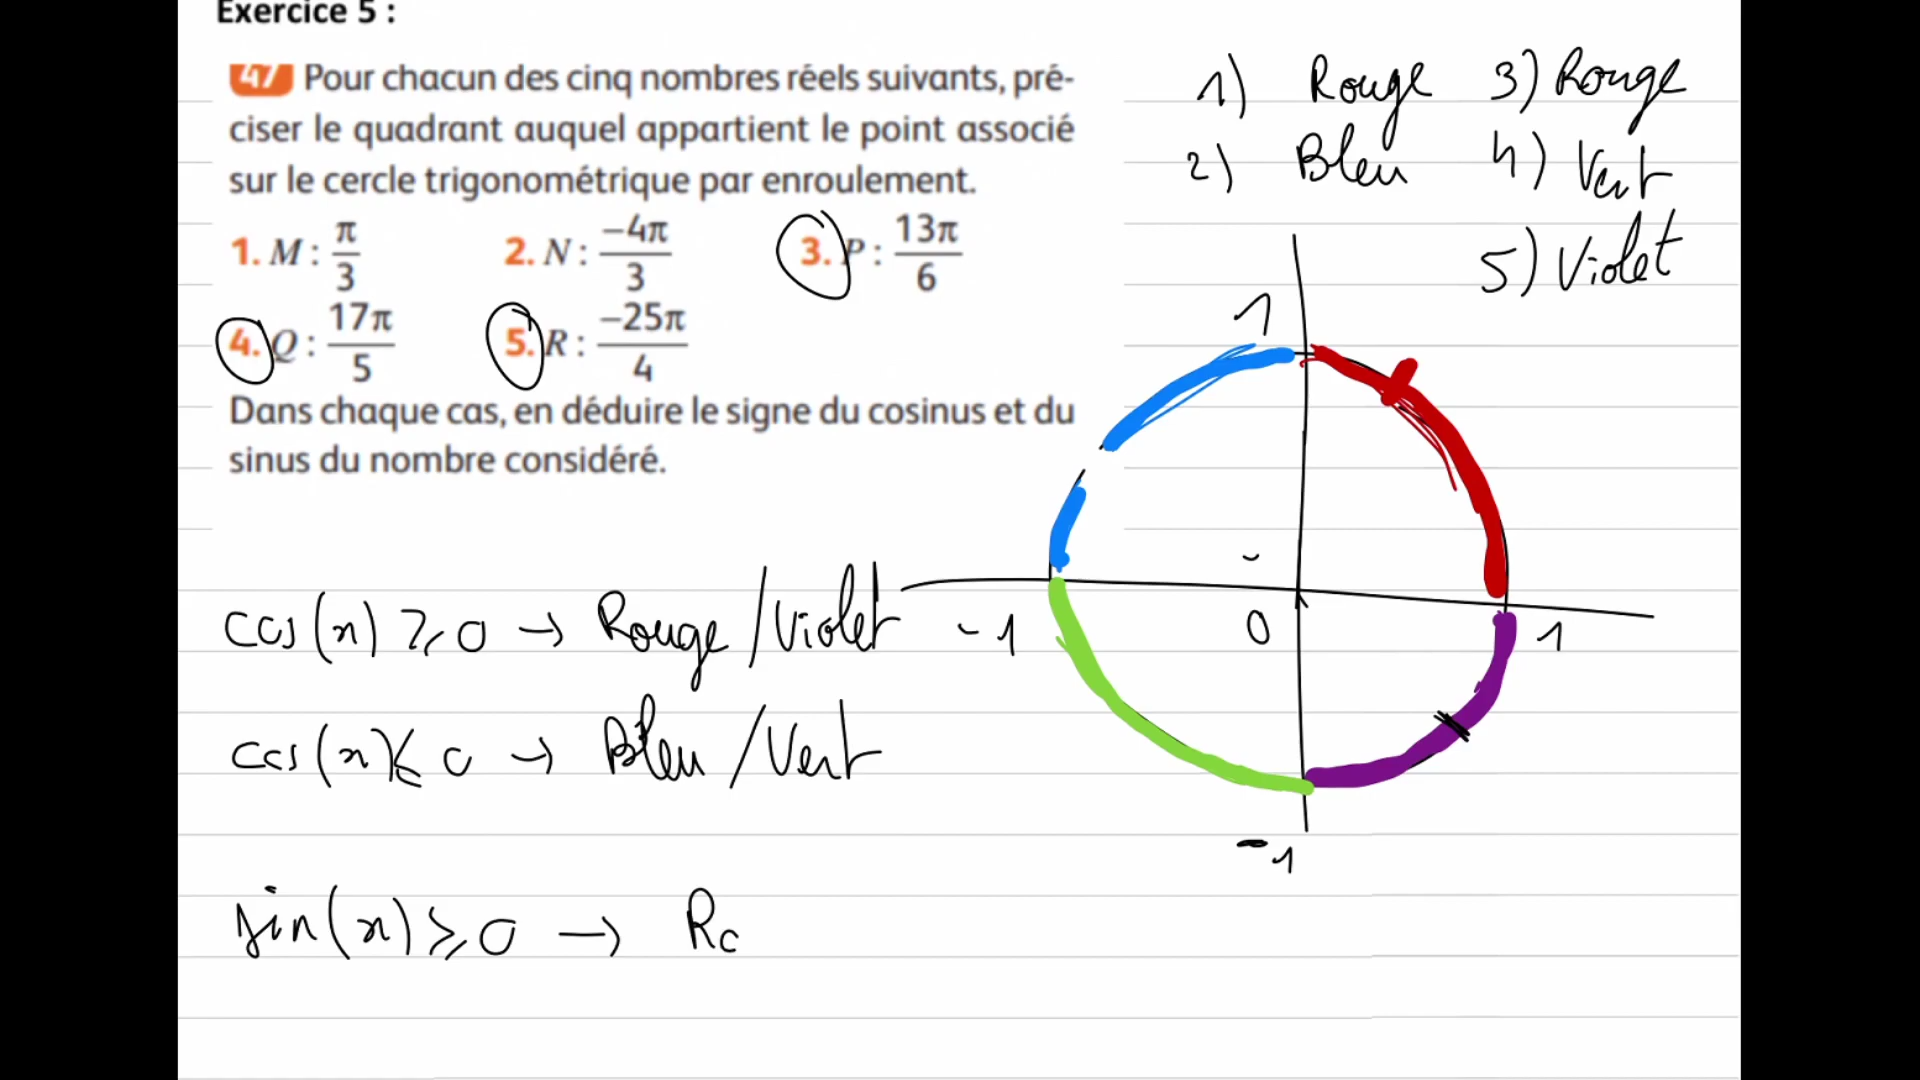 Exercice 5 :
47 Pour chacun des cinq nombres réels suivants, pré-
ciser le quadrant auquel appartient le point associé
sur le cercle trigonométrique par enroulement.
1. M : π/3 2. N : −4π/3 3. P : 13π/6
4. Q : 17π/5 5. R : −25π/4
Dans chaque cas, en déduire le signe du cosinus et du
sinus du nombre considéré.
1) Rouge 3) Rouge
2) Bleu 4) Vert
5) Violet
1
-1 0 1
-1
cos(x) ⩾ 0 → Rouge / Violet
cos(x) ⩽ 0 → Bleu / Vert
sin(x) ⩾ 0 → Ro